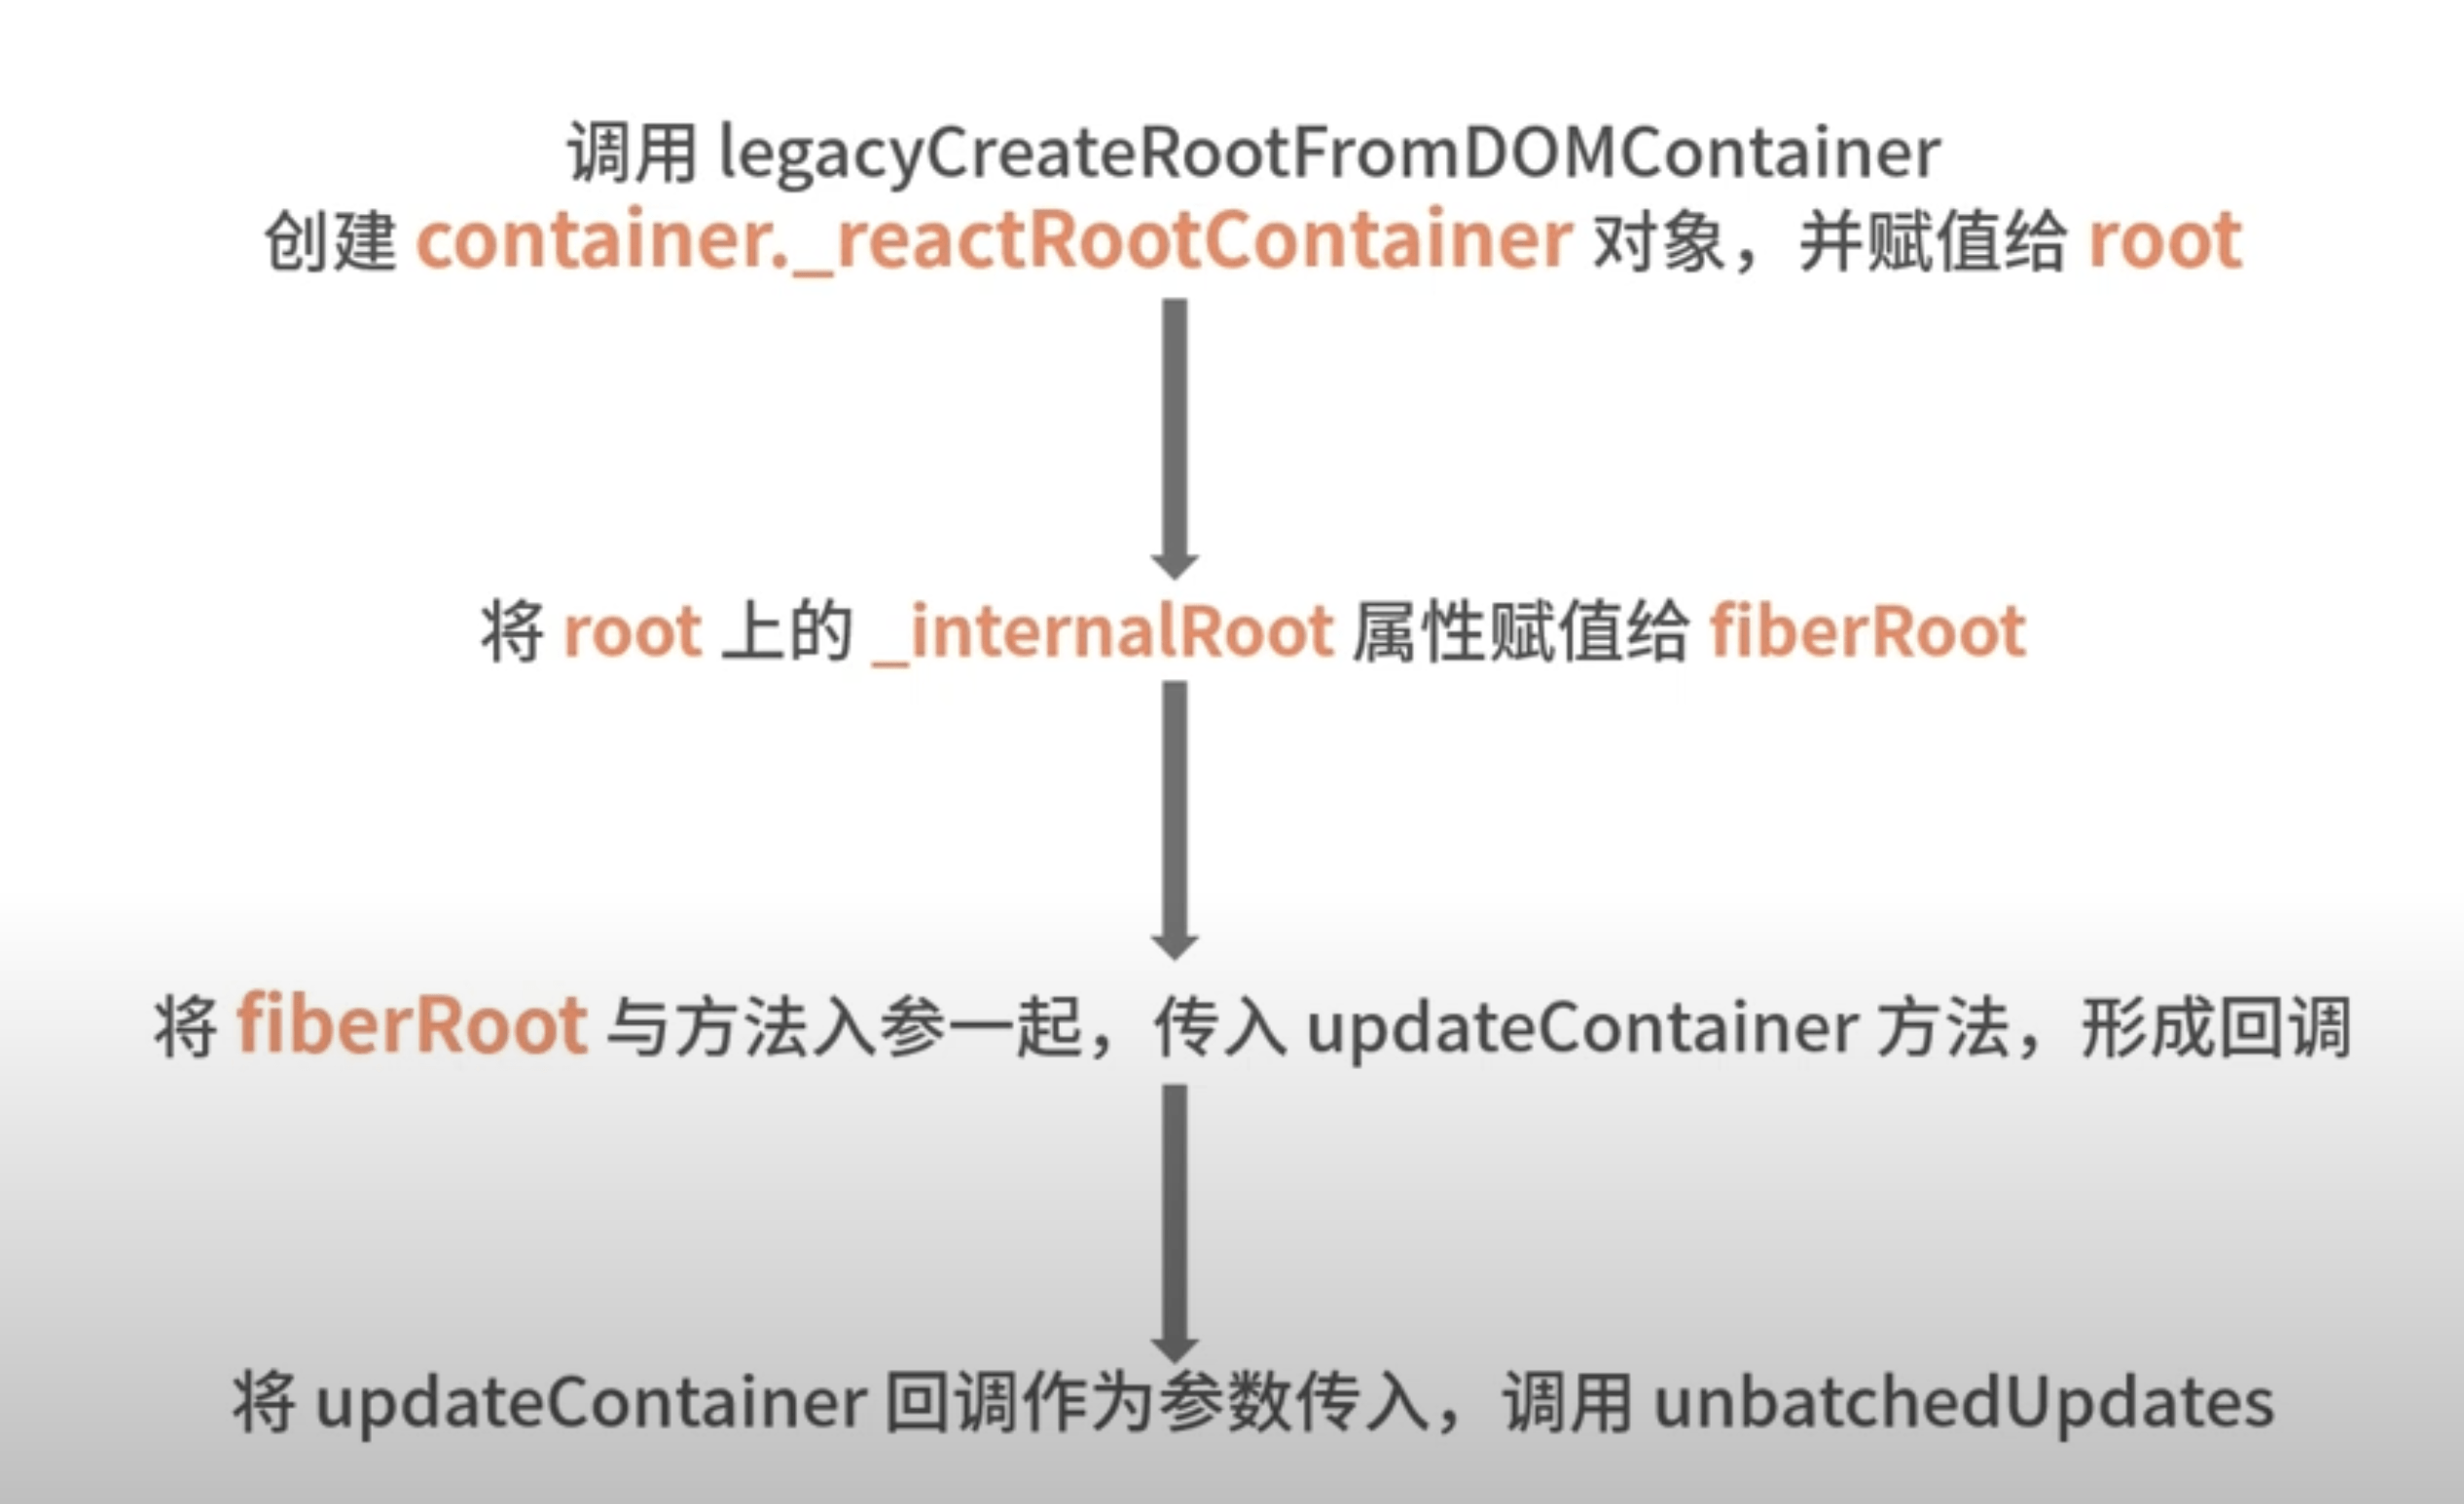 调用 legacyCreateRootFromDOMContainer
创建 container._reactRootContainer 对象，并赋值给 root
将 root 上的 _internalRoot 属性赋值给 fiberRoot
将 fiberRoot 与方法入参一起，传入 updateContainer 方法，形成回调
将 updateContainer 回调作为参数传入，调用 unbatchedUpdates